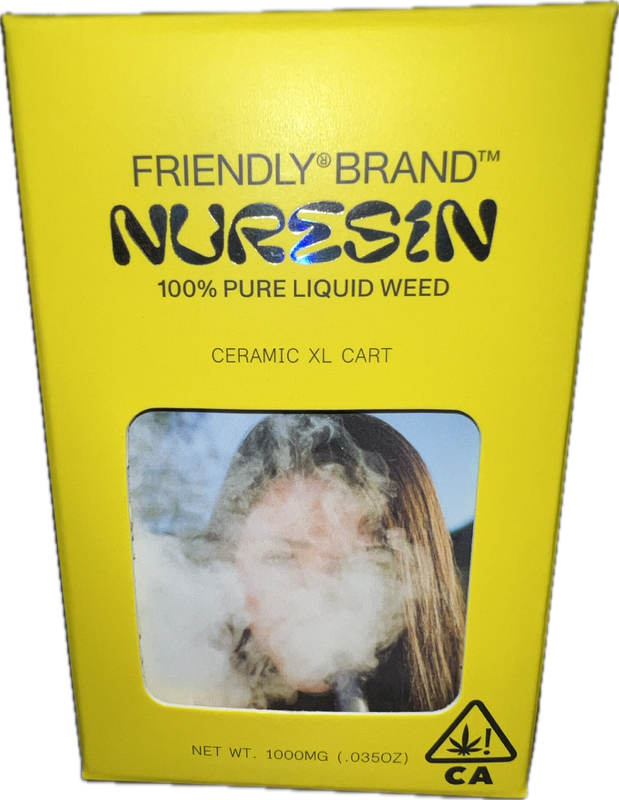 FRIENDLY® BRAND™
NURESIN
100% PURE LIQUID WEED
CERAMIC XL CART
NET WT. 1000MG (.035OZ)
!
CA